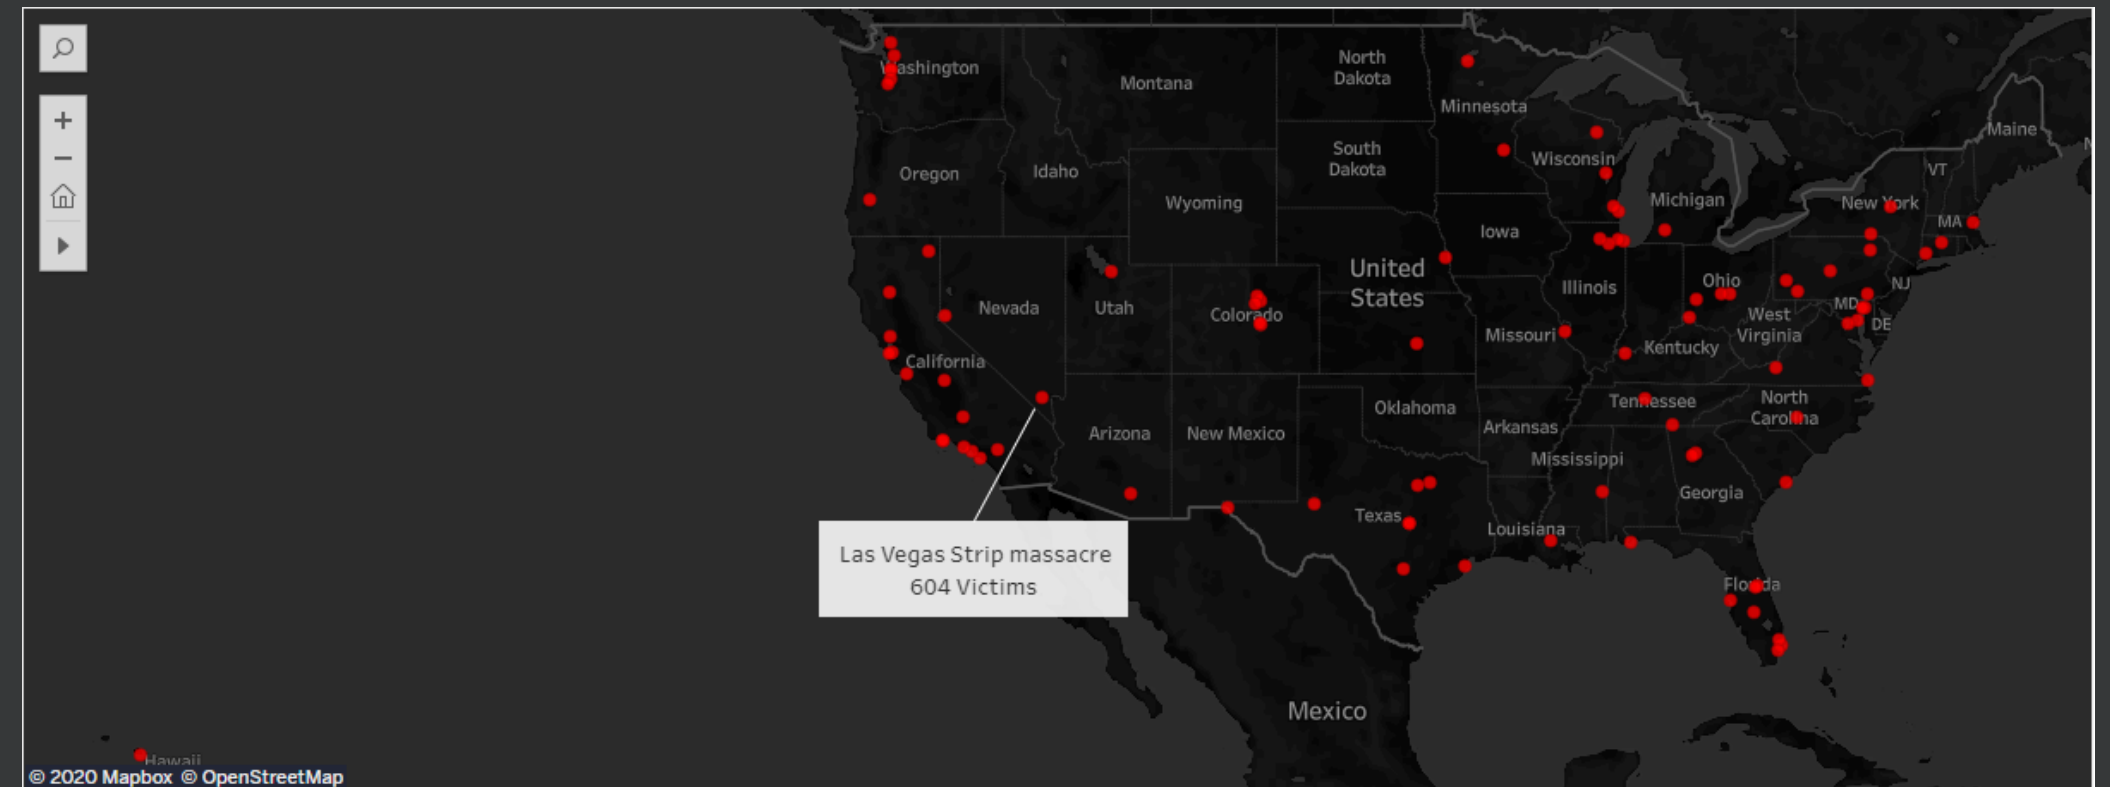 Washington
Montana
North
Dakota
Minnesota
Maine
Oregon
Idaho
South
Dakota
Wisconsin
VT
Wyoming
Michigan
New York
MA
Iowa
United
States
Nevada
Utah
Colorado
Illinois
Ohio
NJ
MD
DE
West
Virginia
Missouri
Kentucky
California
Oklahoma
Tennessee
North
Carolina
Arizona
New Mexico
Arkansas
Mississippi
Georgia
Texas
Louisiana
Las Vegas Strip massacre
604 Victims
Florida
Mexico
Hawaii
© 2020 Mapbox © OpenStreetMap